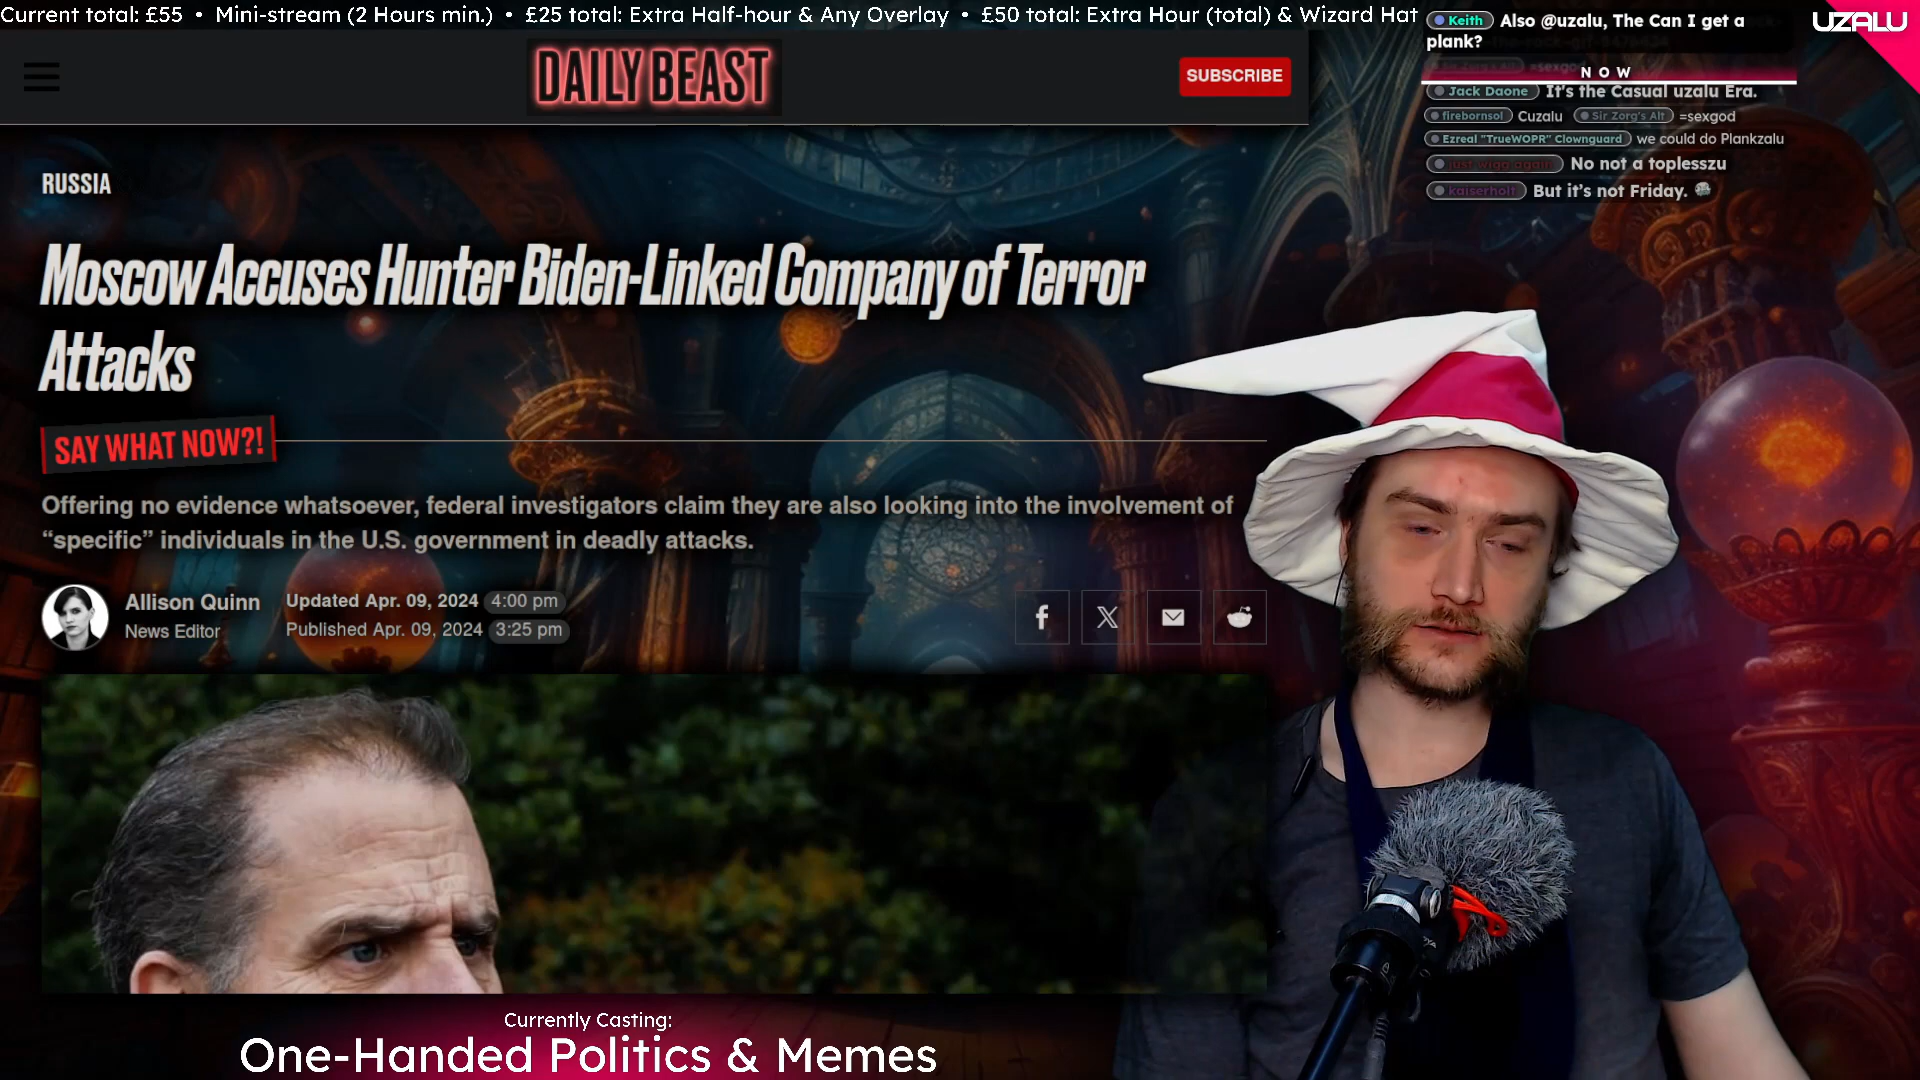 Current total: £55 • Mini-stream (2 Hours min.) • £25 total: Extra Half-hour & Any Overlay • £50 total: Extra Hour (total) & Wizard Hat
Keith Also @uzalu, The Can I get a
plank?
UZALU
NOW
Jack Daone It's the Casual uzalu Era.
firebornsol Cuzalu Sir Zorg's Alt =sexgod
Ezreal "TrueWOPR" Clownguard we could do Plankzalu
just wigg again No not a toplesszu
kaiserholt But it's not Friday.
DAILY BEAST
SUBSCRIBE
RUSSIA
Moscow Accuses Hunter Biden-Linked Company of Terror
Attacks
SAY WHAT NOW?!
Offering no evidence whatsoever, federal investigators claim they are also looking into the involvement of
“specific” individuals in the U.S. government in deadly attacks.
Allison Quinn
News Editor
Updated Apr. 09, 2024 4:00 pm
Published Apr. 09, 2024 3:25 pm
Currently Casting:
One-Handed Politics & Memes